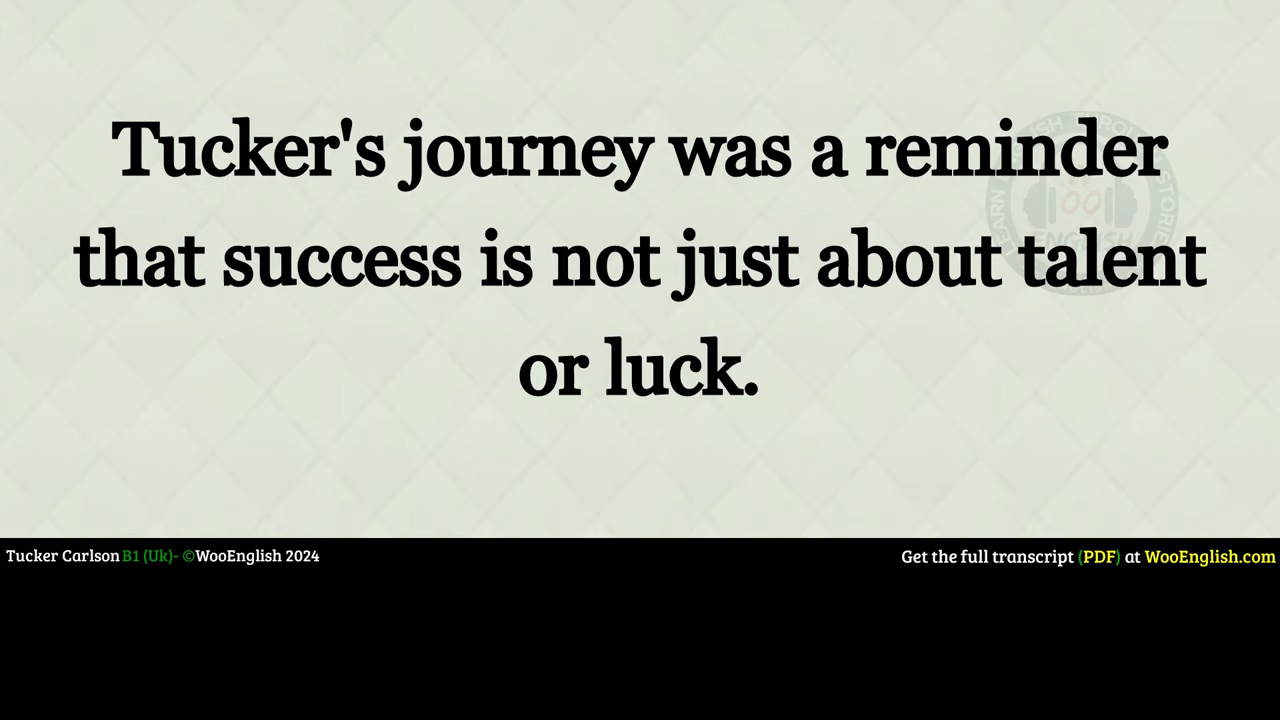 Tucker's journey was a reminder
that success is not just about talent
or luck.
Tucker Carlson B1 (Uk)- ©WooEnglish 2024
Get the full transcript (PDF) at WooEnglish.com